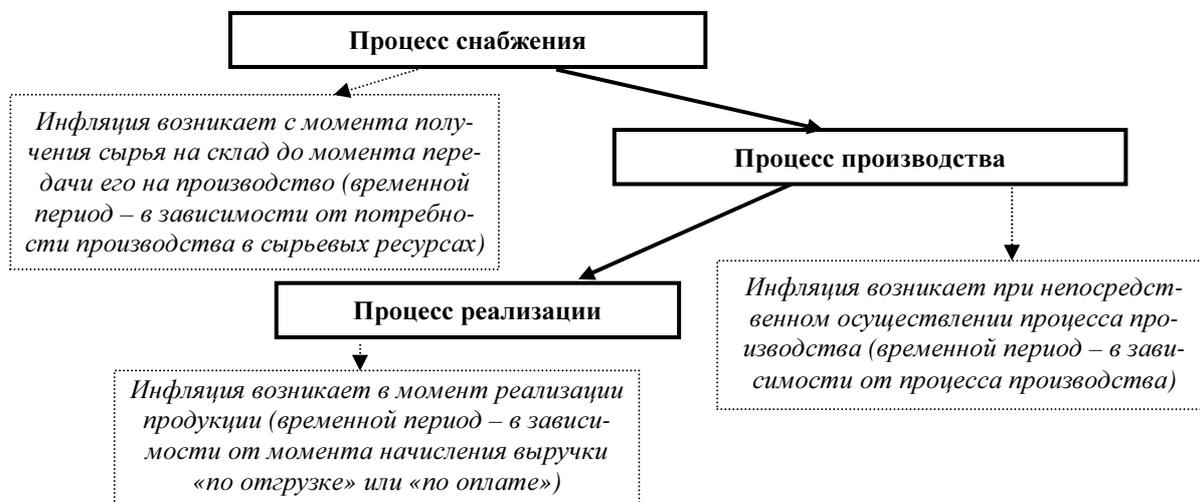 Процесс снабжения
Инфляция возникает с момента полу-
чения сырья на склад до момента пере-
дачи его на производство (временной
период – в зависимости от потребно-
сти производства в сырьевых ресурсах)
Процесс производства
Инфляция возникает при непосредст-
венном осуществлении процесса про-
изводства (временной период – в зави-
симости от процесса производства)
Процесс реализации
Инфляция возникает в момент реализации
продукции (временной период – в зависи-
мости от момента начисления выручки
«по отгрузке» или «по оплате»)